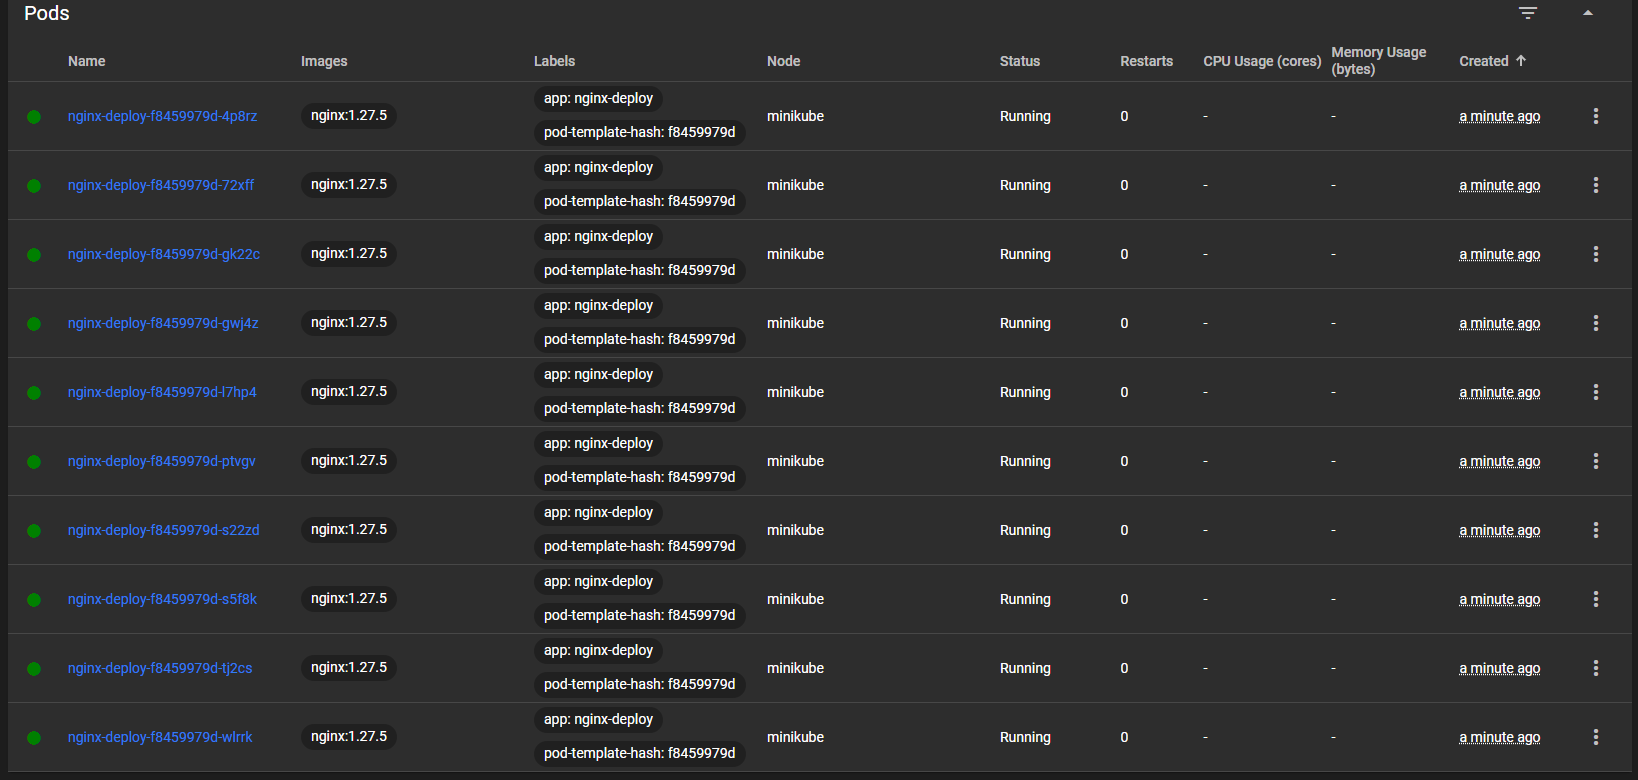 Pods
Name Images Labels Node Status Restarts CPU Usage (cores) Memory Usage (bytes) Created
nginx-deploy-f8459979d-4p8rz nginx:1.27.5 app: nginx-deploy pod-template-hash: f8459979d minikube Running 0 - - a minute ago
nginx-deploy-f8459979d-72xff nginx:1.27.5 app: nginx-deploy pod-template-hash: f8459979d minikube Running 0 - - a minute ago
nginx-deploy-f8459979d-gk22c nginx:1.27.5 app: nginx-deploy pod-template-hash: f8459979d minikube Running 0 - - a minute ago
nginx-deploy-f8459979d-gwj4z nginx:1.27.5 app: nginx-deploy pod-template-hash: f8459979d minikube Running 0 - - a minute ago
nginx-deploy-f8459979d-l7hp4 nginx:1.27.5 app: nginx-deploy pod-template-hash: f8459979d minikube Running 0 - - a minute ago
nginx-deploy-f8459979d-ptvgv nginx:1.27.5 app: nginx-deploy pod-template-hash: f8459979d minikube Running 0 - - a minute ago
nginx-deploy-f8459979d-s22zd nginx:1.27.5 app: nginx-deploy pod-template-hash: f8459979d minikube Running 0 - - a minute ago
nginx-deploy-f8459979d-s5f8k nginx:1.27.5 app: nginx-deploy pod-template-hash: f8459979d minikube Running 0 - - a minute ago
nginx-deploy-f8459979d-tj2cs nginx:1.27.5 app: nginx-deploy pod-template-hash: f8459979d minikube Running 0 - - a minute ago
nginx-deploy-f8459979d-wlrrk nginx:1.27.5 app: nginx-deploy pod-template-hash: f8459979d minikube Running 0 - - a minute ago